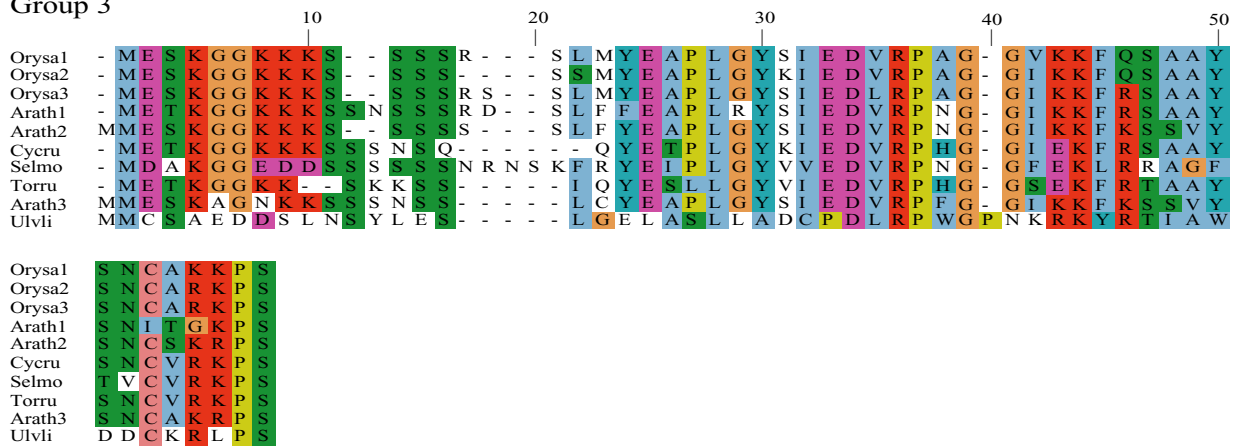 Group 3
10 20 30 40 50
Orysa1 - M E S K G G K K K S - - S S S R - - - S L M Y E A P L G Y S I E D V R P A G - G V K K F Q S A A Y
Orysa2 - M E S K G G K K K S - - S S S R - - - S S M Y E A P L G Y K I E D V R P A G - G I K K F Q S A A Y
Orysa3 - M E S K G G K K K S - - S S S R S - - S L M Y E A P L G Y S I E D L R P A G - G I K K F R S A A Y
Arath1 - M E T K G G K K K S S N S S S R D - - S L F F E A P L R Y S I E D V R P N G - G I K K F R S A A Y
Arath2 M M E S K G G K K K S - - S S S S - - - S L F Y E A P L G Y S I E D V R P N G - G I K K F K S S V Y
Cycru - M E T K G G K K K S S S N S Q - - - - - - Q Y E T P L G Y K I E D V R P H G - G I E K F R S A A Y
Selmo - M D A K G G E D D S S S S S S N R N S K F R Y E I P L G Y V V E D V R P N G - G F E K L R R A G F
Torru - M E T K G G K K - - S K K S S - - - - - I Q Y E S L L G Y V I E D V R P H G - G S E K F R T A A Y
Arath3 M M E S K A G N K K S S S N S S - - - - - L C Y E A P L G Y S I E D V R P F G - G I K K F K S S V Y
Ulvli M M C S A E D D S L N S Y L E S - - - - - L G E L A S L L A D C P D L R P W G P N K R K Y R T I A W
Orysa1 S N C A K K P S
Orysa2 S N C A R K P S
Orysa3 S N C A R K P S
Arath1 S N I T G K P S
Arath2 S N C S K R P S
Cycru S N C V R K P S
Selmo T V C V R K P S
Torru S N C V R K P S
Arath3 S N C A K R P S
Ulvli D D C K R L P S